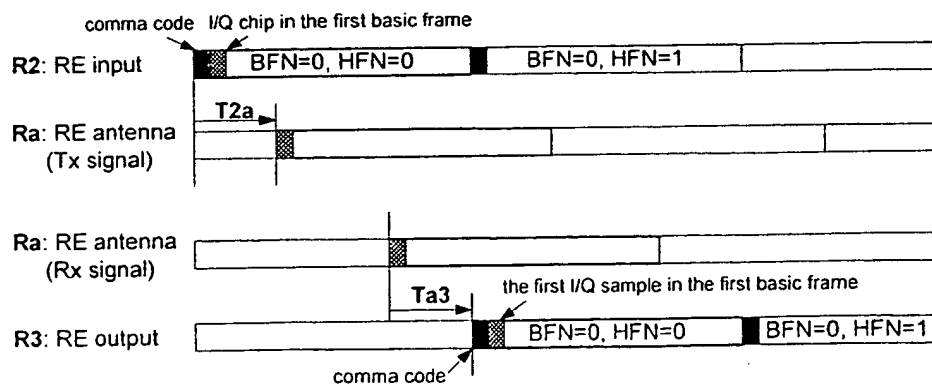 comma code I/Q chip in the first basic frame
R2: RE input
BFN=0, HFN=0
BFN=0, HFN=1
T2a
Ra: RE antenna
(Tx signal)
Ra: RE antenna
(Rx signal)
Ta3
the first I/Q sample in the first basic frame
R3: RE output
BFN=0, HFN=0
BFN=0, HFN=1
comma code